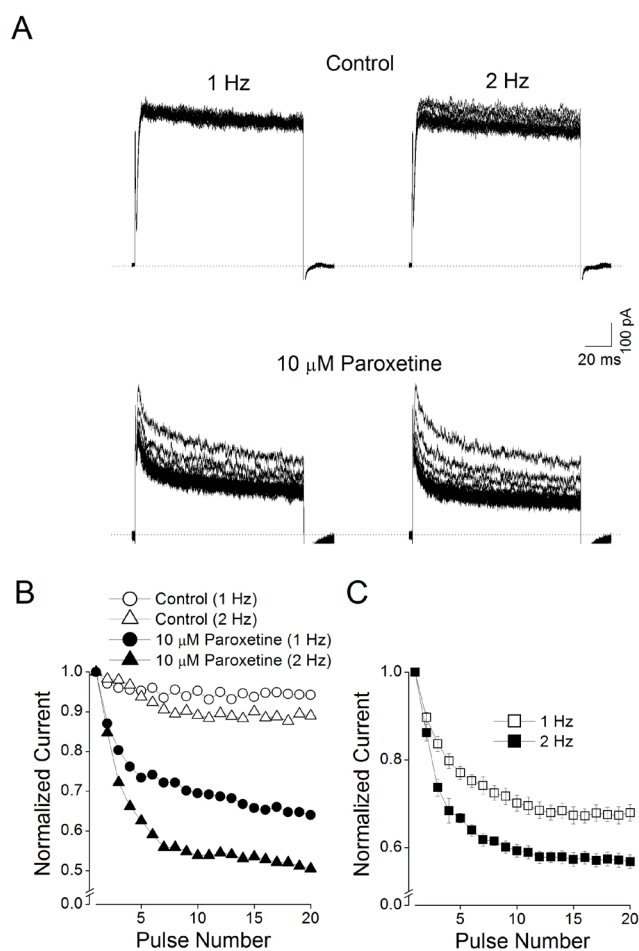 A
Control
1 Hz
2 Hz
100 pA
20 ms
10 μM Paroxetine
B
Control (1 Hz)
Control (2 Hz)
10 μM Paroxetine (1 Hz)
10 μM Paroxetine (2 Hz)
1.0
0.9
0.8
0.7
0.6
0.5
0.0
Normalized Current
5
10
15
20
Pulse Number
C
1 Hz
2 Hz
1.0
0.8
0.6
0.0
Normalized Current
5
10
15
20
Pulse Number